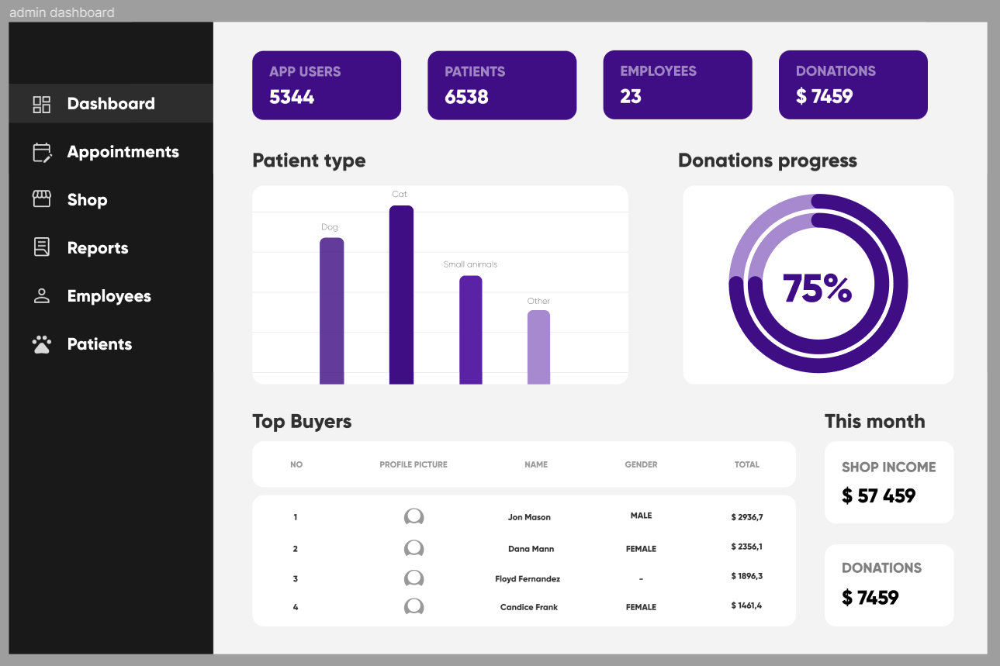 admin dashboard
Dashboard
Appointments
Shop
Reports
Employees
Patients
APP USERS
5344
PATIENTS
6538
EMPLOYEES
23
DONATIONS
$ 7459
Patient type
Dog
Cat
Small animals
Other
Donations progress
75%
Top Buyers
NO PROFILE PICTURE NAME GENDER TOTAL
1 Jon Mason MALE $ 2936,7
2 Dana Mann FEMALE $ 2356,1
3 Floyd Fernandez - $ 1896,3
4 Candice Frank FEMALE $ 1461,4
This month
SHOP INCOME
$ 57 459
DONATIONS
$ 7459